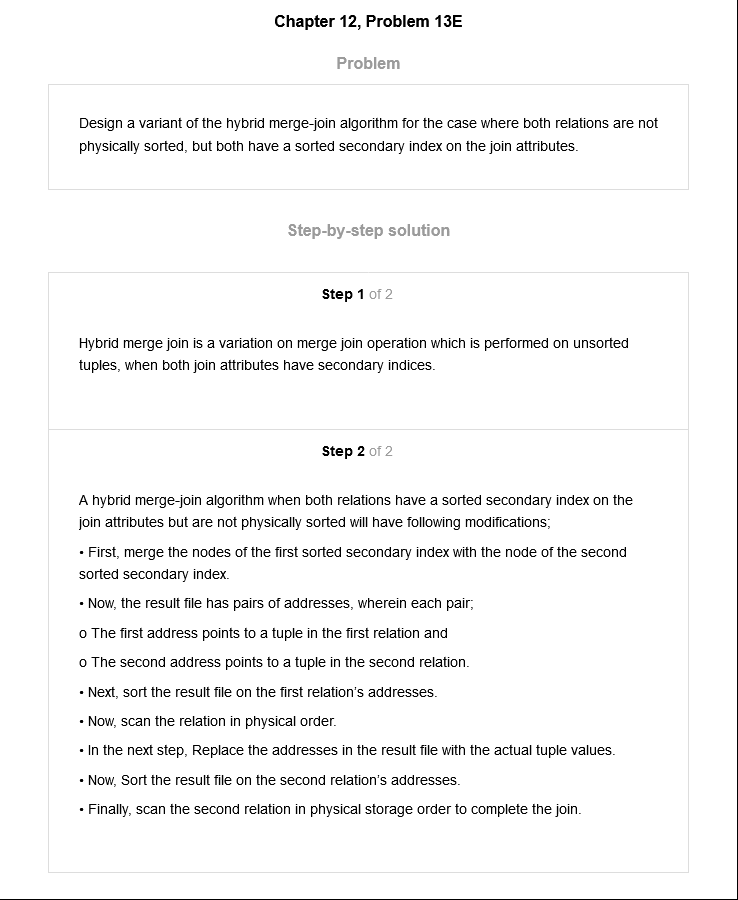 Chapter 12, Problem 13E
Problem
Design a variant of the hybrid merge-join algorithm for the case where both relations are not
physically sorted, but both have a sorted secondary index on the join attributes.
Step-by-step solution
Step 1 of 2
Hybrid merge join is a variation on merge join operation which is performed on unsorted
tuples, when both join attributes have secondary indices.
Step 2 of 2
A hybrid merge-join algorithm when both relations have a sorted secondary index on the
join attributes but are not physically sorted will have following modifications;
• First, merge the nodes of the first sorted secondary index with the node of the second
sorted secondary index.
• Now, the result file has pairs of addresses, wherein each pair;
o The first address points to a tuple in the first relation and
o The second address points to a tuple in the second relation.
• Next, sort the result file on the first relation's addresses.
• Now, scan the relation in physical order.
• In the next step, Replace the addresses in the result file with the actual tuple values.
• Now, Sort the result file on the second relation's addresses.
• Finally, scan the second relation in physical storage order to complete the join.